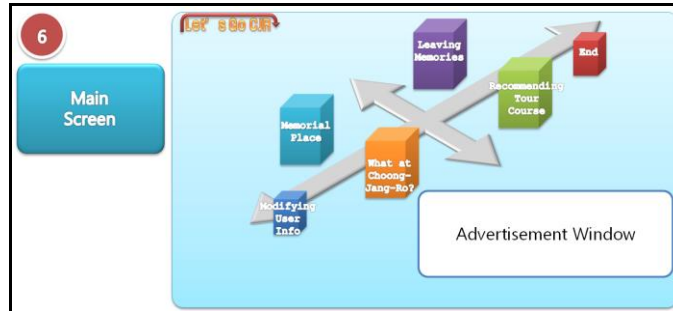 6
Let's Go CJR
Main
Screen
Leaving
Memories
End
Recommending
Tour
Course
Memorial
Place
What at
Choong-
Jang-Ro?
Modifying
User
Info
Advertisement Window